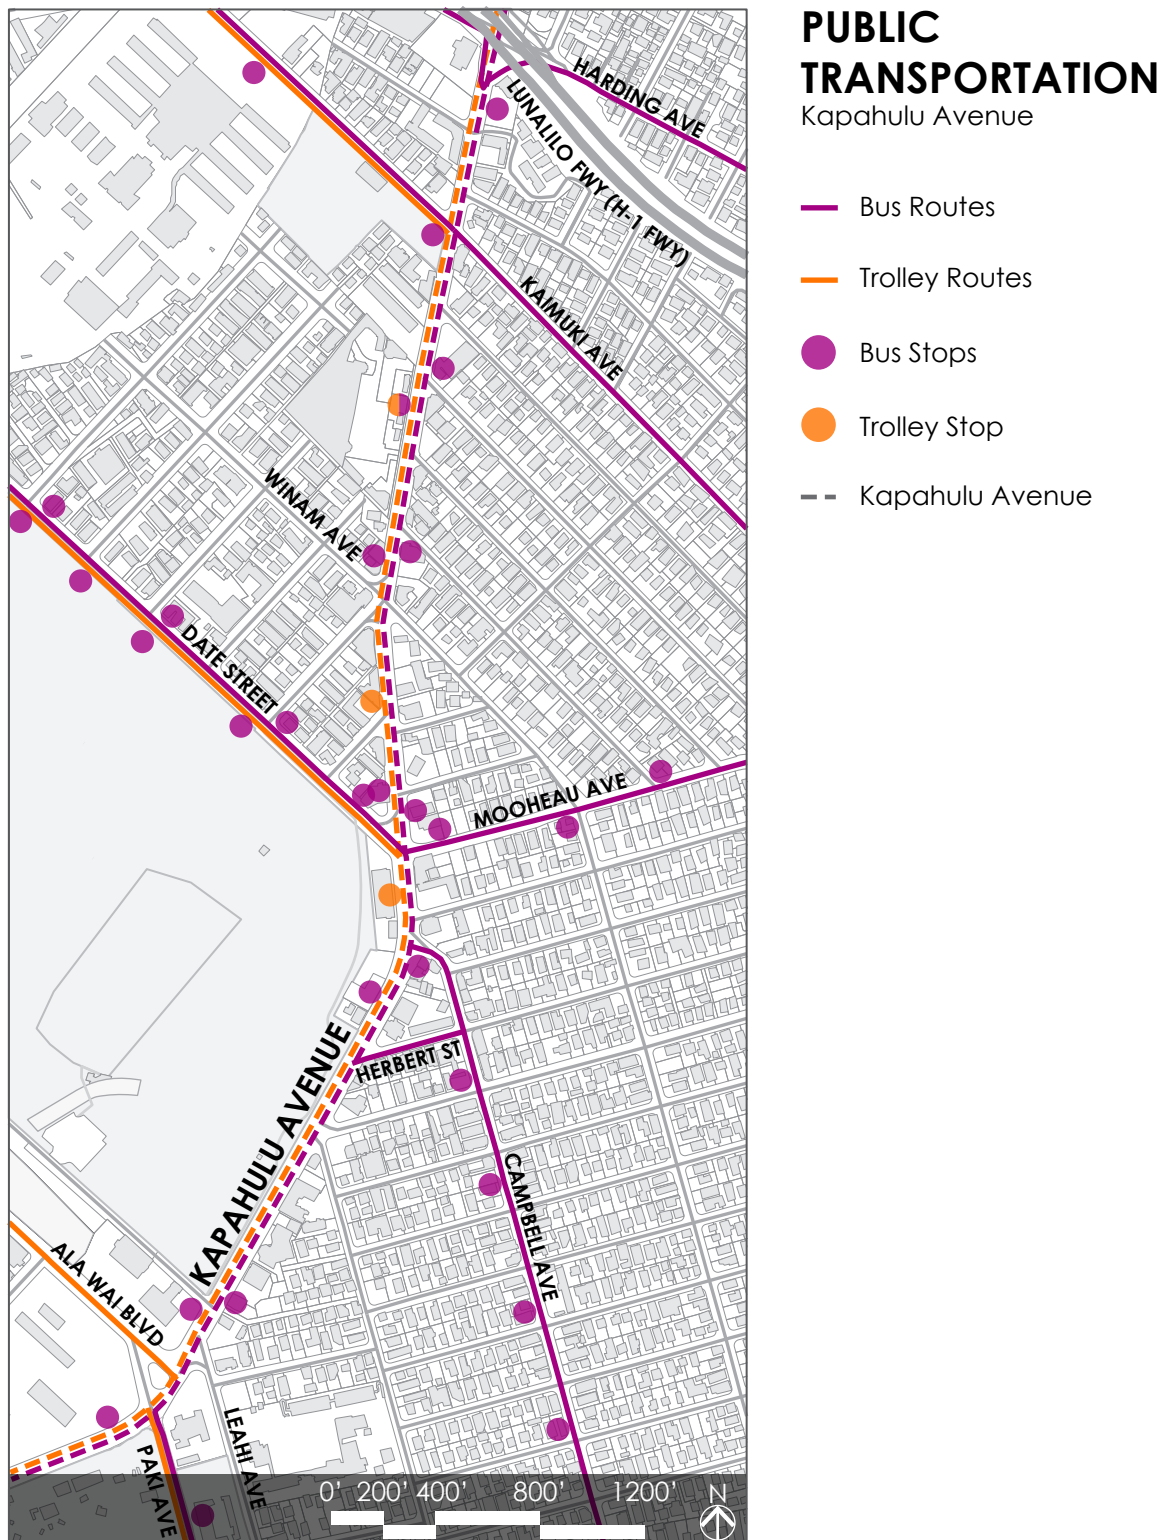 PUBLIC
TRANSPORTATION
Kapahulu Avenue
Bus Routes
Trolley Routes
Bus Stops
Trolley Stop
Kapahulu Avenue
HARDING AVE
LUNALILO FWY (H-1 FWY)
KAIMUKI AVE
WINAM AVE
DATE STREET
MOOHEAU AVE
KAPAHULU AVENUE
HERBERT ST
CAMPBELL AVE
ALA WAI BLVD
LEAHI AVE
PAKI AVE
0' 200' 400' 800' 1200' N